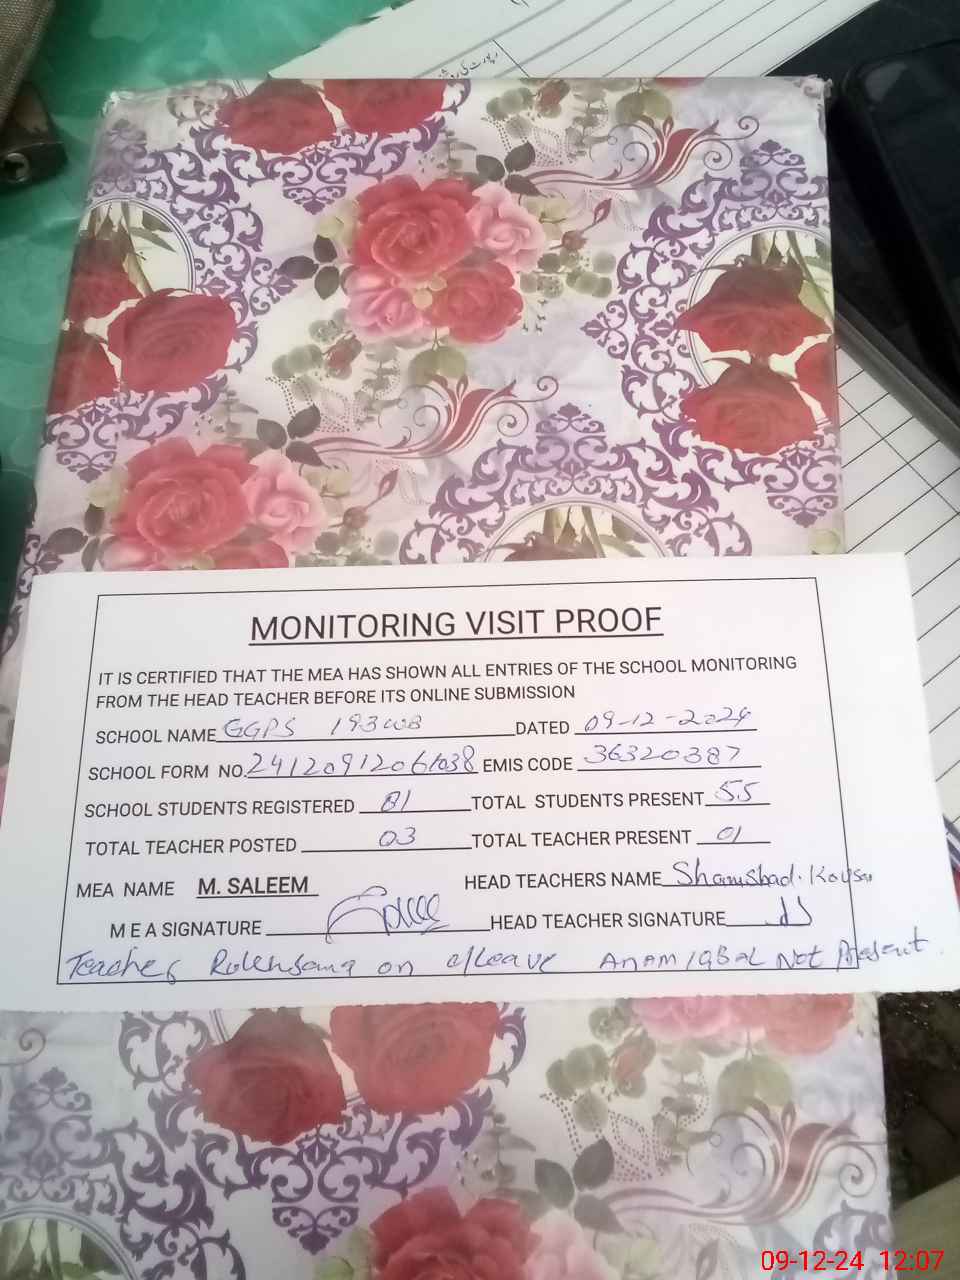 رپورٹ کی
MONITORING VISIT PROOF
IT IS CERTIFIED THAT THE MEA HAS SHOWN ALL ENTRIES OF THE SCHOOL MONITORING
FROM THE HEAD TEACHER BEFORE ITS ONLINE SUBMISSION
SCHOOL NAME GGPS 193WB DATED 09-12-2024
SCHOOL FORM NO. EMIS CODE 36320387
SCHOOL STUDENTS REGISTERED 81 TOTAL STUDENTS PRESENT 55
TOTAL TEACHER POSTED 03 TOTAL TEACHER PRESENT 01
MEA NAME M. SALEEM HEAD TEACHERS NAME Shamshad.
M E A SIGNATURE HEAD TEACHER SIGNATURE
on c/Leave ANAM IQBAL Not Present.
09-12-24 12:07